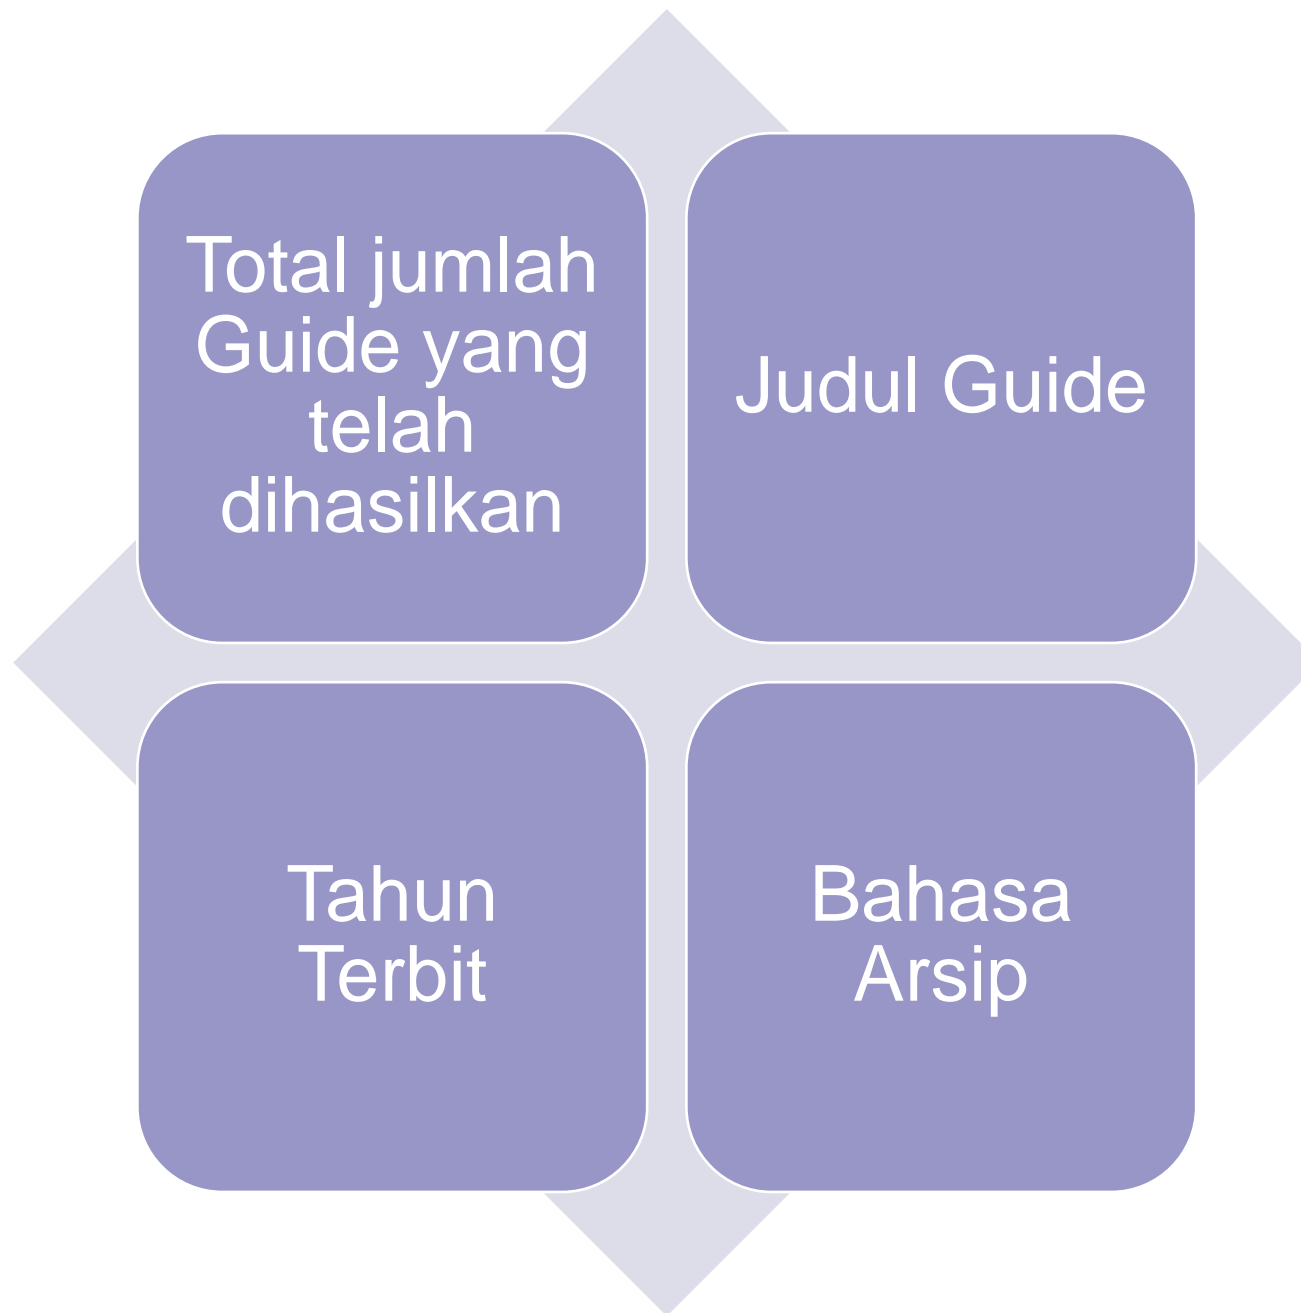 Total jumlah
Guide yang
telah
dihasilkan
Judul Guide
Tahun
Terbit
Bahasa
Arsip